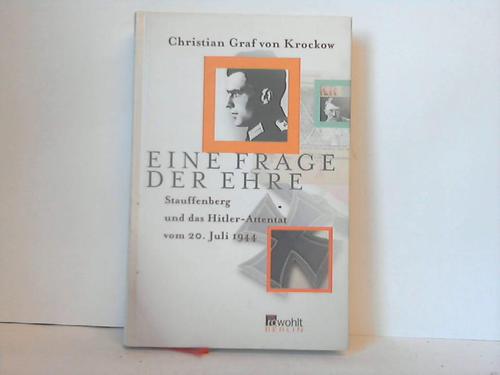 Christian Graf von Krockow
EINE FRAGE
DER EHRE
Stauffenberg
und das Hitler-Attentat
vom 20. Juli 1944
rowohlt
BERLIN